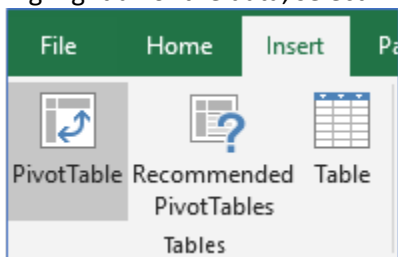 File Home Insert
PivotTable Recommended Table
PivotTables
Tables